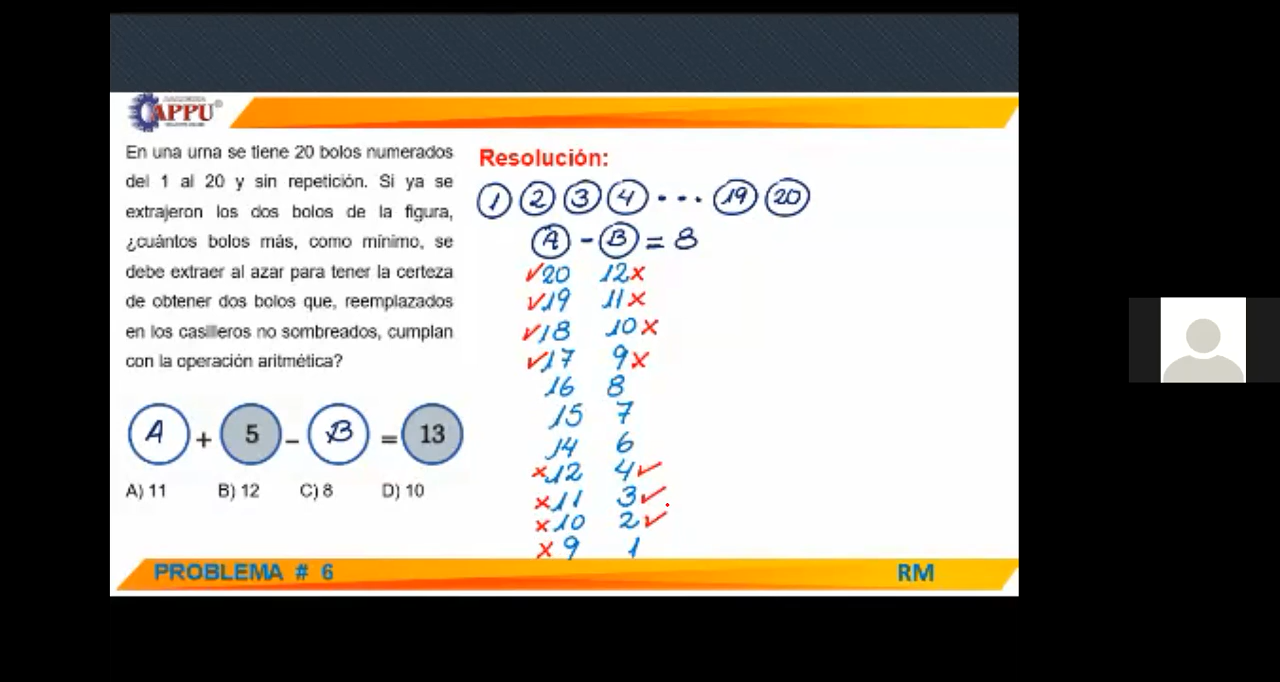 APPU
En una urna se tiene 20 bolos numerados
del 1 al 20 y sin repetición. Si ya se
extrajeron los dos bolos de la figura,
¿cuántos bolos más, como mínimo, se
debe extraer al azar para tener la certeza
de obtener dos bolos que, reemplazados
en los casilleros no sombreados, cumplan
con la operación aritmética?
A + 5 – B = 13
A) 11 B) 12 C) 8 D) 10
Resolución:
1 2 3 4 ... 19 20
A - B = 8
✓20 12×
✓19 11×
✓18 10×
✓17 9×
16 8
15 7
14 6
×12 4✓
×11 3✓
×10 2✓
×9 1
PROBLEMA # 6 RM